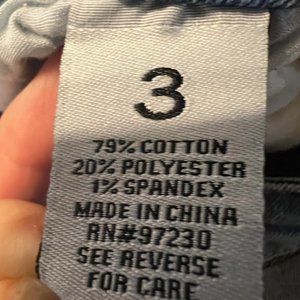 3
79% COTTON
20% POLYESTER
1% SPANDEX
MADE IN CHINA
RN#97230
SEE REVERSE
FOR CARE